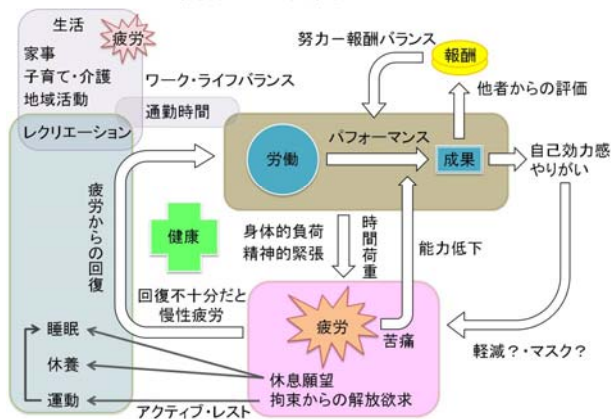 生活
疲労
家事
子育て・介護
地域活動
ワーク・ライフバランス
通勤時間
レクリエーション
努力－報酬バランス
報酬
他者からの評価
労働
パフォーマンス
成果
自己効力感
やりがい
疲労からの回復
健康
身体的負荷
精神的緊張
時間荷重
能力低下
回復不十分だと
慢性疲労
疲労
苦痛
軽減？・マスク？
睡眠
休養
運動
休息願望
拘束からの解放欲求
アクティブ・レスト